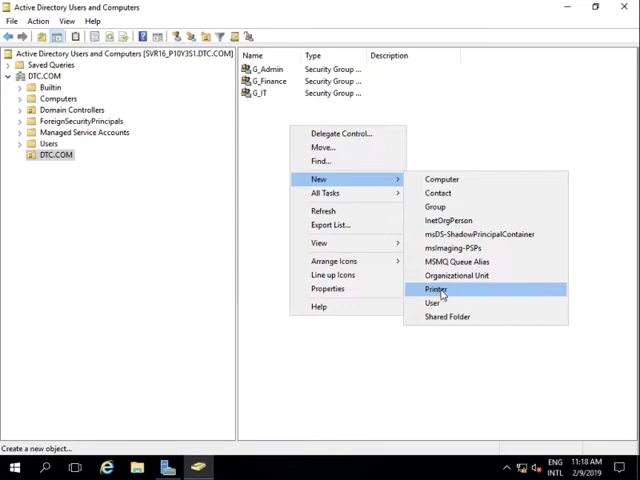 Active Directory Users and Computers
File Action View Help
Active Directory Users and Computers [SVR16_P10Y3S1.DTC.COM]
Saved Queries
DTC.COM
Builtin
Computers
Domain Controllers
ForeignSecurityPrincipals
Managed Service Accounts
Users
DTC.COM
Name Type Description
G_Admin Security Group ...
G_Finance Security Group ...
G_IT Security Group ...
Delegate Control...
Move...
Find...
New
All Tasks
Refresh
Export List...
View
Arrange Icons
Line up Icons
Properties
Help
Computer
Contact
Group
InetOrgPerson
msDS-ShadowPrincipalContainer
msImaging-PSPs
MSMQ Queue Alias
Organizational Unit
Printer
User
Shared Folder
Create a new object...
ENG 11:18 AM
INTL 2/9/2019